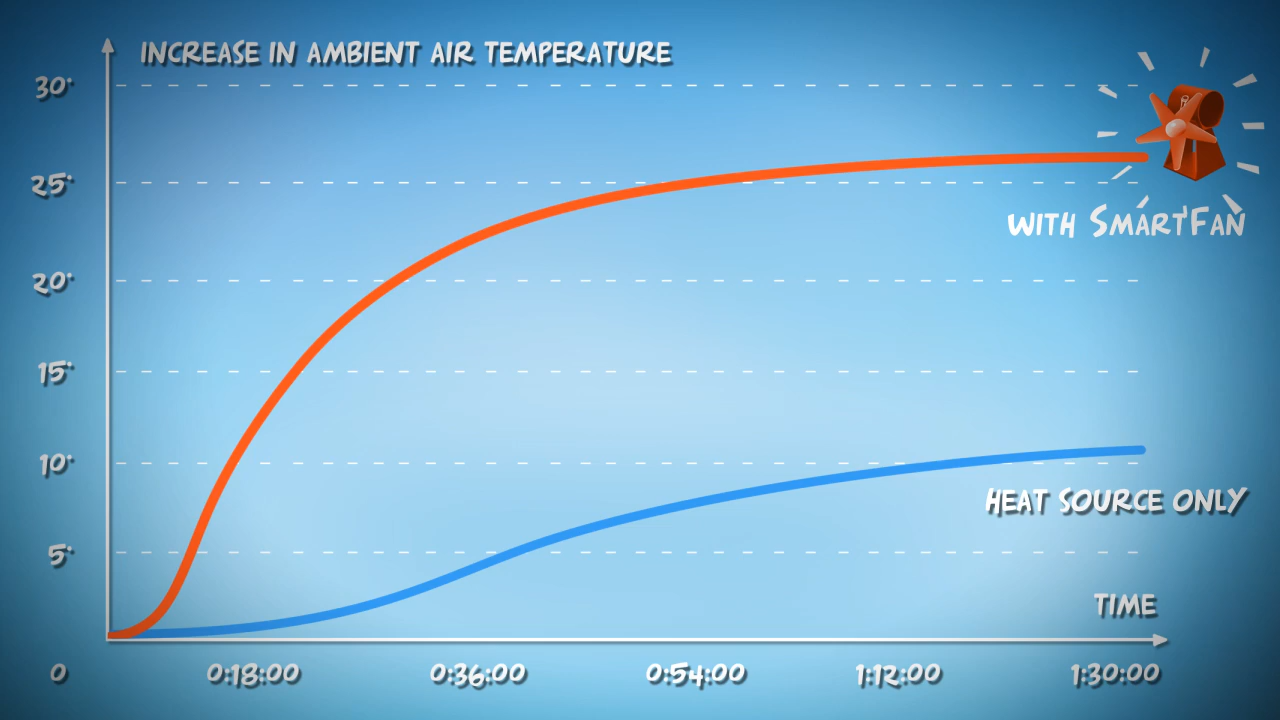 INCREASE IN AMBIENT AIR TEMPERATURE
30°
25°
WITH SMARTFAN
20°
15°
10°
HEAT SOURCE ONLY
5°
TIME
0 0:18:00 0:36:00 0:54:00 1:12:00 1:30:00